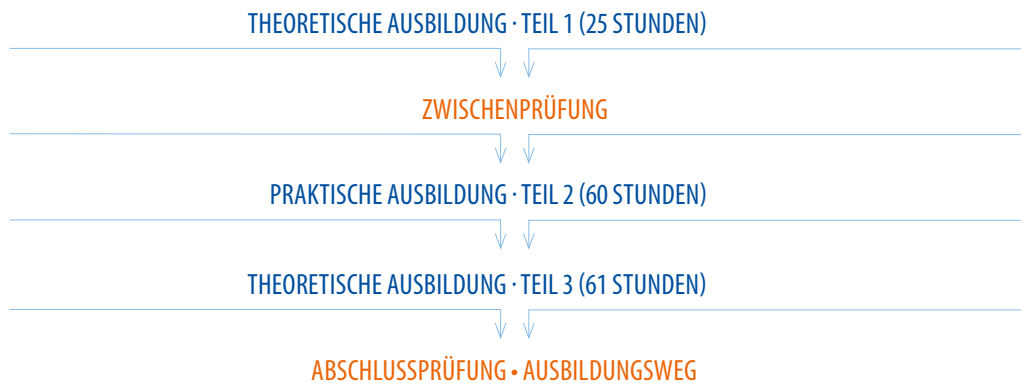 THEORETISCHE AUSBILDUNG · TEIL 1 (25 STUNDEN)
ZWISCHENPRÜFUNG
PRAKTISCHE AUSBILDUNG · TEIL 2 (60 STUNDEN)
THEORETISCHE AUSBILDUNG · TEIL 3 (61 STUNDEN)
ABSCHLUSSPRÜFUNG • AUSBILDUNGSWEG